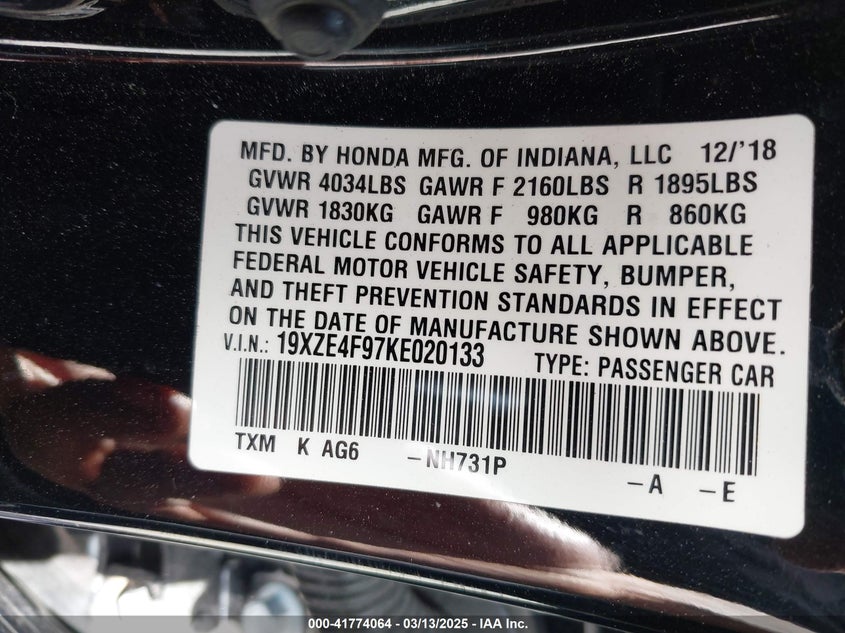 MFD. BY HONDA MFG. OF INDIANA, LLC 12/'18
GVWR 4034LBS GAWR F 2160LBS R 1895LBS
GVWR 1830KG GAWR F 980KG R 860KG
THIS VEHICLE CONFORMS TO ALL APPLICABLE
FEDERAL MOTOR VEHICLE SAFETY, BUMPER,
AND THEFT PREVENTION STANDARDS IN EFFECT
ON THE DATE OF MANUFACTURE SHOWN ABOVE.
V.I.N.: 19XZE4F97KE020133 TYPE: PASSENGER CAR
TXM K AG6 -NH731P -A -E
000-41774064 - 03/13/2025 - IAA Inc.